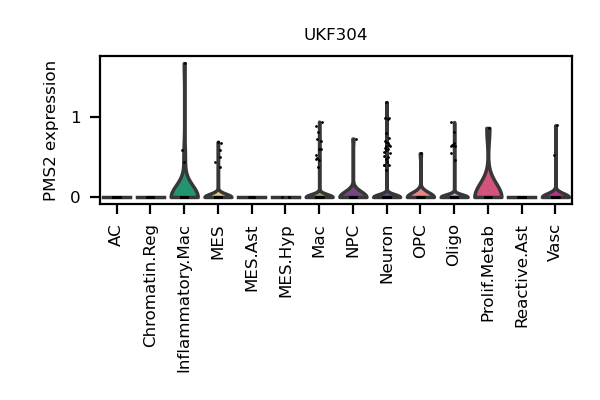 UKF304
PMS2 expression
1
0
AC
Chromatin.Reg
Inflammatory.Mac
MES
MES.Ast
MES.Hyp
Mac
NPC
Neuron
OPC
Oligo
Prolif.Metab
Reactive.Ast
Vasc